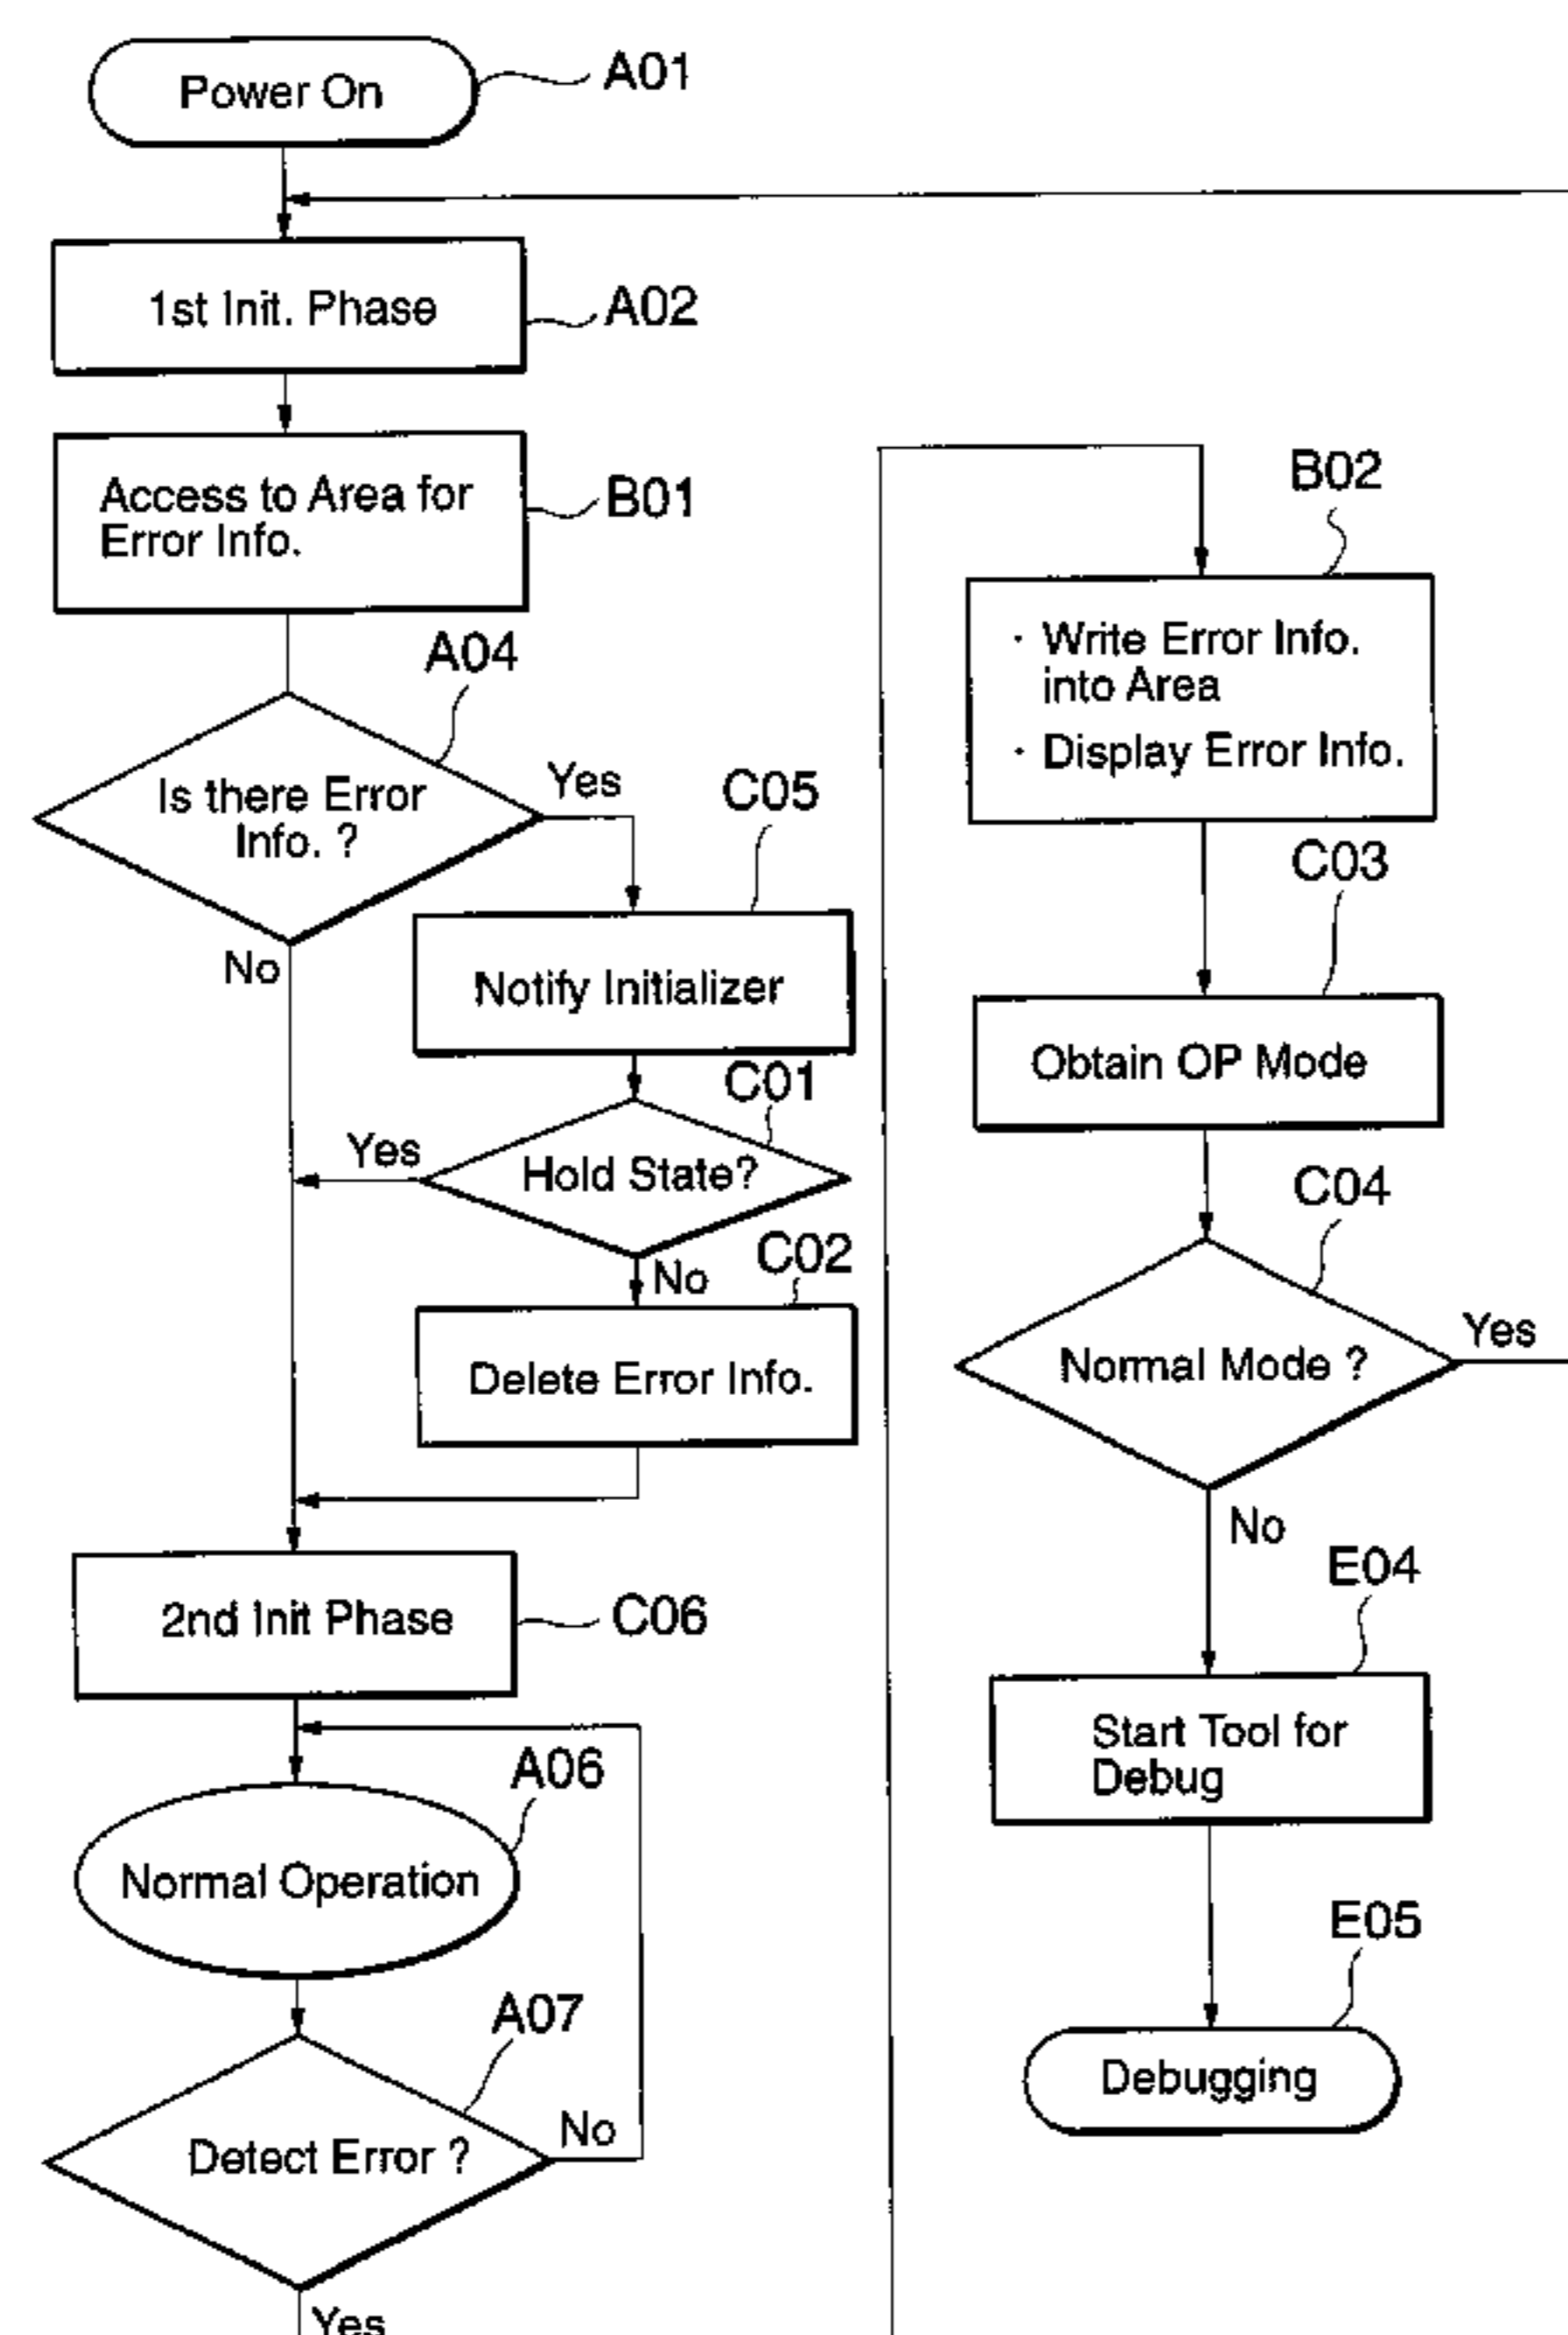 Power On
A01
1st Init. Phase
A02
Access to Area for
Error Info.
B01
A04
Is there Error
Info. ?
Yes
No
C05
Notify Initializer
C01
Hold State?
Yes
No
C02
Delete Error Info.
2nd Init Phase
C06
A06
Normal Operation
A07
Detect Error ?
No
Yes
B02
· Write Error Info.
into Area
· Display Error Info.
C03
Obtain OP Mode
C04
Normal Mode ?
Yes
No
E04
Start Tool for
Debug
E05
Debugging